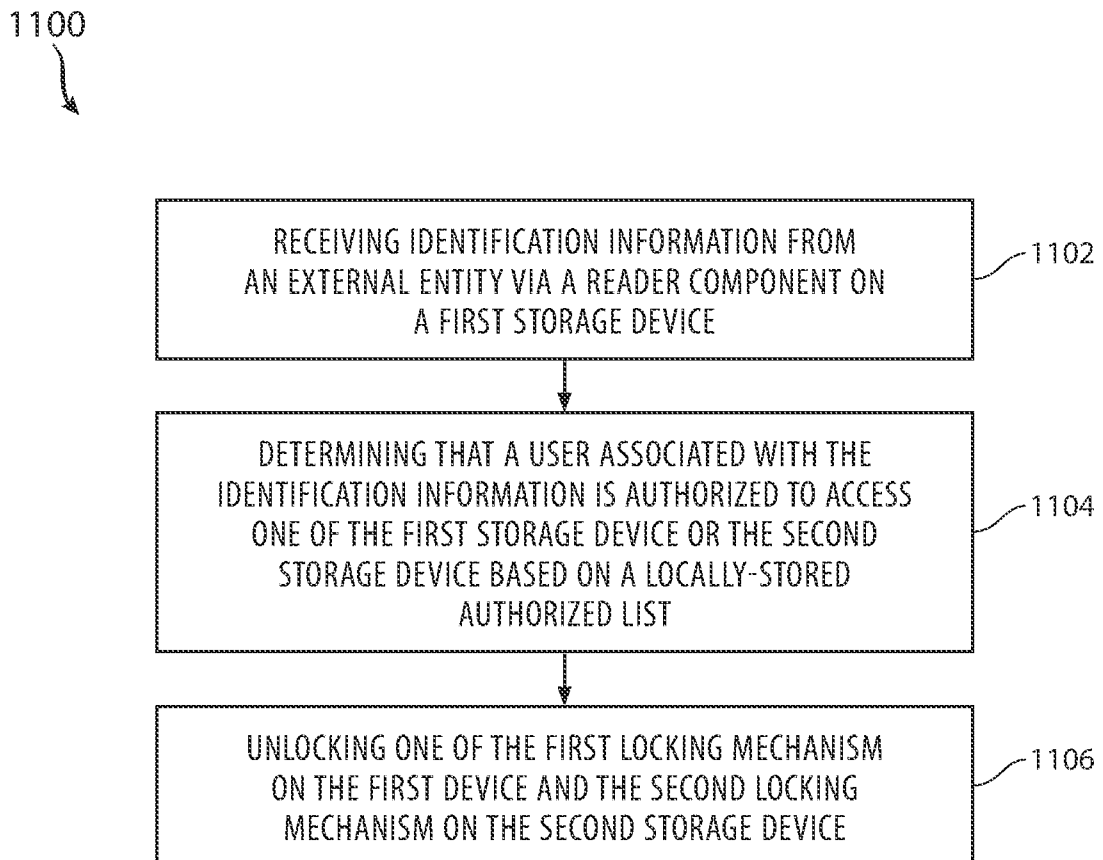 1100
RECEIVING IDENTIFICATION INFORMATION FROM
AN EXTERNAL ENTITY VIA A READER COMPONENT ON
A FIRST STORAGE DEVICE
1102
DETERMINING THAT A USER ASSOCIATED WITH THE
IDENTIFICATION INFORMATION IS AUTHORIZED TO ACCESS
ONE OF THE FIRST STORAGE DEVICE OR THE SECOND
STORAGE DEVICE BASED ON A LOCALLY-STORED
AUTHORIZED LIST
1104
UNLOCKING ONE OF THE FIRST LOCKING MECHANISM
ON THE FIRST DEVICE AND THE SECOND LOCKING
MECHANISM ON THE SECOND STORAGE DEVICE
1106